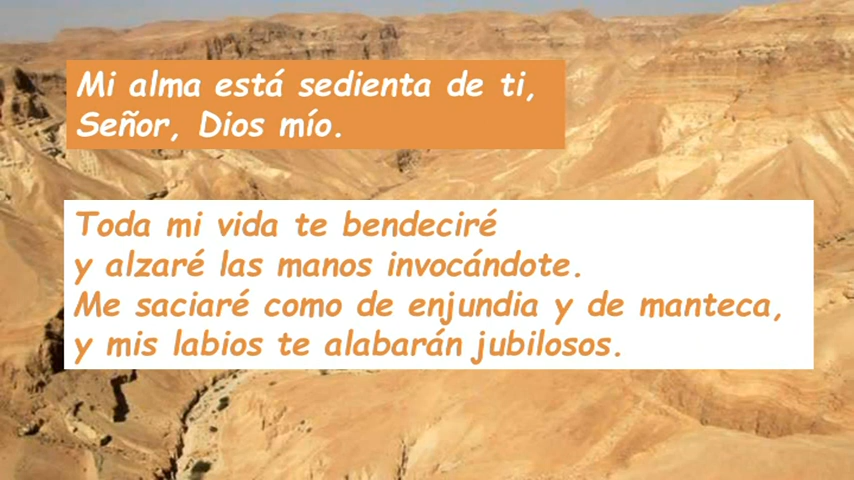 Mi alma está sedienta de ti,
Señor, Dios mío.
Toda mi vida te bendeciré
y alzaré las manos invocándote.
Me saciaré como de enjundia y de manteca,
y mis labios te alabarán jubilosos.